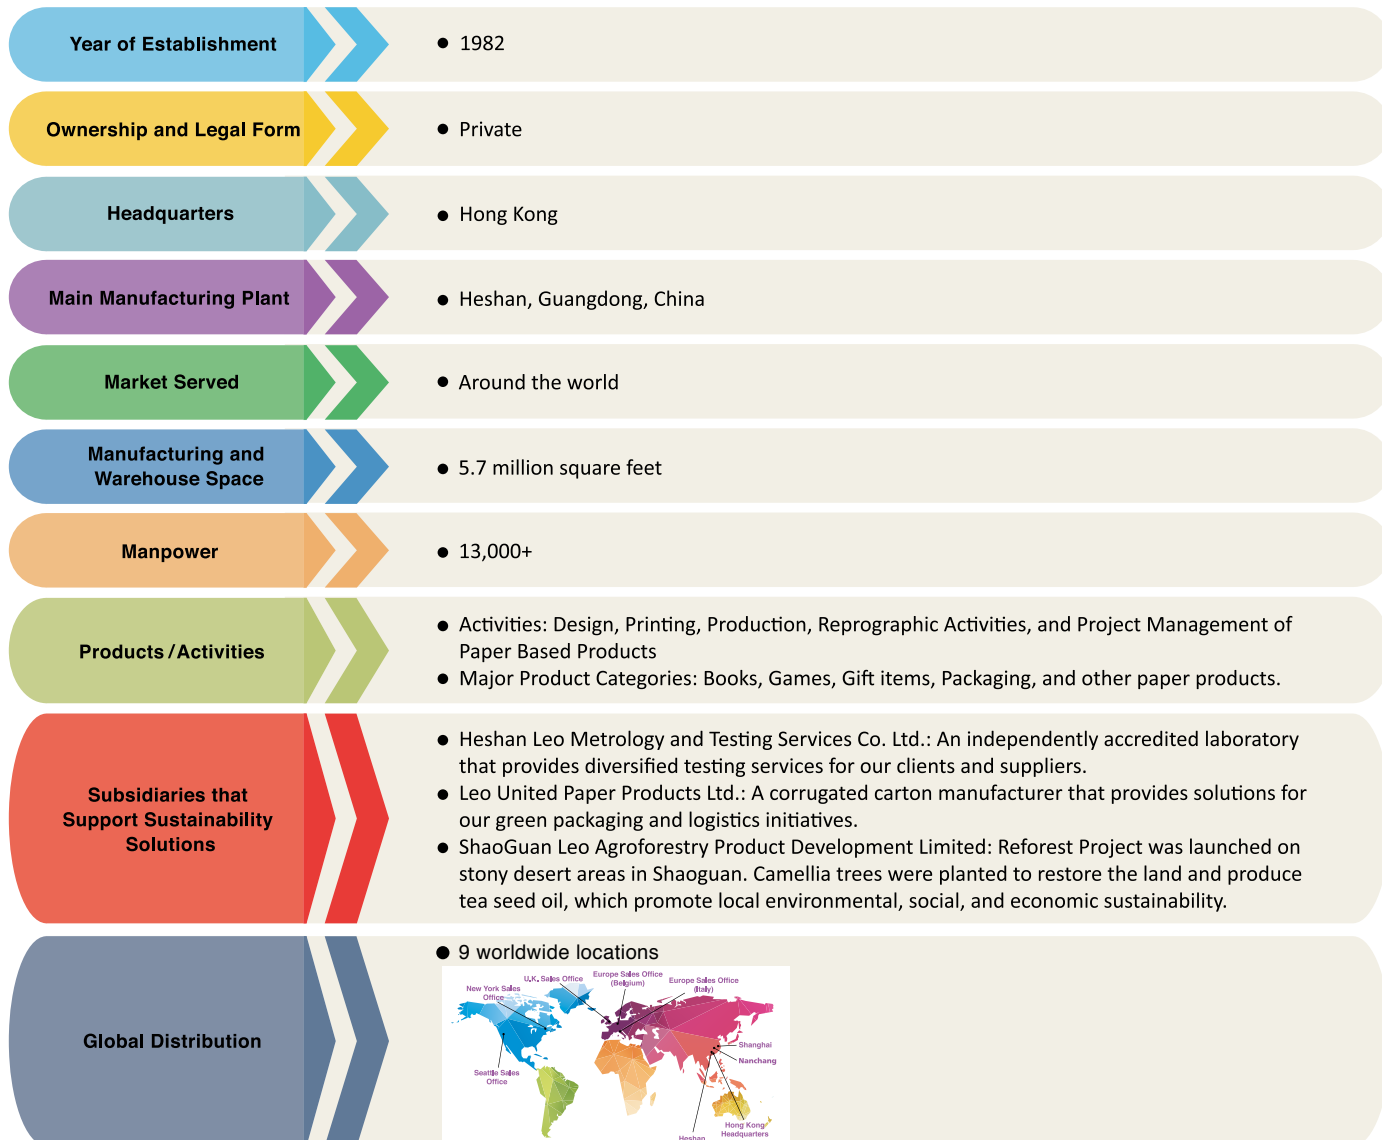 Year of Establishment
● 1982
Ownership and Legal Form
● Private
Headquarters
● Hong Kong
Main Manufacturing Plant
● Heshan, Guangdong, China
Market Served
● Around the world
Manufacturing and
Warehouse Space
● 5.7 million square feet
Manpower
● 13,000+
Products/Activities
● Activities: Design, Printing, Production, Reprographic Activities, and Project Management of
Paper Based Products
● Major Product Categories: Books, Games, Gift items, Packaging, and other paper products.
Subsidiaries that
Support Sustainability
Solutions
● Heshan Leo Metrology and Testing Services Co. Ltd.: An independently accredited laboratory
that provides diversified testing services for our clients and suppliers.
● Leo United Paper Products Ltd.: A corrugated carton manufacturer that provides solutions for
our green packaging and logistics initiatives.
● ShaoGuan Leo Agroforestry Product Development Limited: Reforest Project was launched on
stony desert areas in Shaoguan. Camellia trees were planted to restore the land and produce
tea seed oil, which promote local environmental, social, and economic sustainability.
Global Distribution
● 9 worldwide locations
New York Sales
Office
U.K. Sales Office
Europe Sales Office
(Belgium)
Europe Sales Office
(Italy)
Shanghai
Nanchang
Seattle Sales
Office
Hong Kong
Headquarters
Heshan